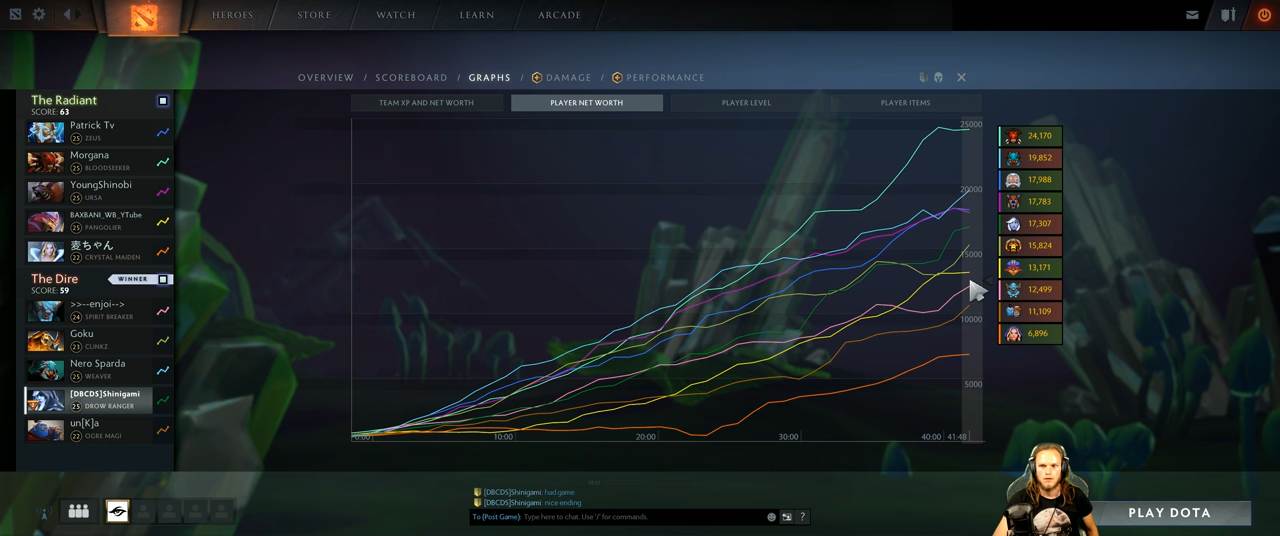 HEROES
STORE
WATCH
LEARN
ARCADE
OVERVIEW / SCOREBOARD / GRAPHS / DAMAGE / PERFORMANCE
TEAM XP AND NET WORTH
PLAYER NET WORTH
PLAYER LEVEL
PLAYER ITEMS
The Radiant
SCORE: 63
Patrick Tv
25 ZEUS
Morgana
25 BLOODSEEKER
YoungShinobi
25 URSA
BAXBANI_WB_YTube
25 PANGOLIER
麦ちゃん
22 CRYSTAL MAIDEN
The Dire
WINNER
SCORE: 59
>>--enjoi-->
24 SPIRIT BREAKER
Goku
23 CLINKZ
Nero Sparda
25 WEAVER
[DBCDS]Shinigami
25 DROW RANGER
un[K]a
22 OGRE MAGI
25000
20000
15000
10000
5000
0:00
10:00
20:00
30:00
40:00
41:48
24,170
19,852
17,988
17,783
17,307
15,824
13,171
12,499
11,109
6,896
[DBCDS]Shinigami: had game
[DBCDS]Shinigami: nice ending
To (Post Game): Type here to chat. Use '/' for commands.
?
PLAY DOTA